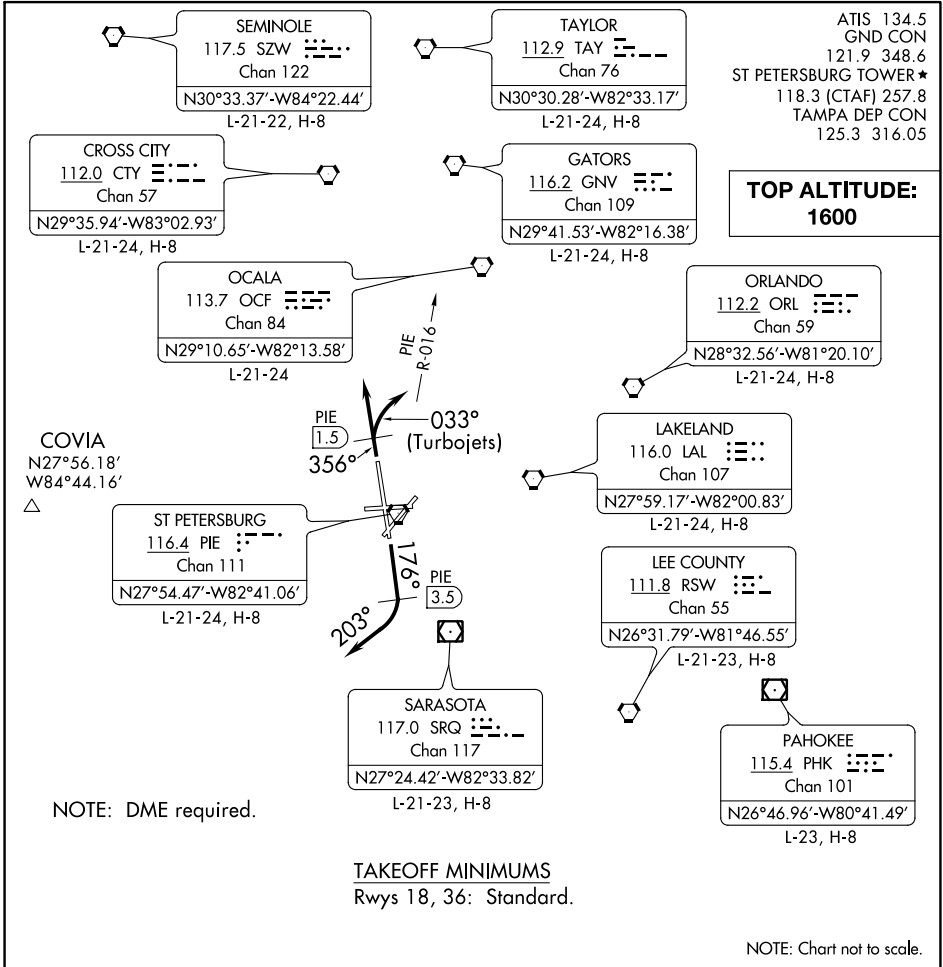 SEMINOLE
117.5 SZW
Chan 122
N30°33.37'-W84°22.44'
L-21-22, H-8
TAYLOR
112.9 TAY
Chan 76
N30°30.28'-W82°33.17'
L-21-24, H-8
ATIS 134.5
GND CON
121.9 348.6
ST PETERSBURG TOWER★
118.3 (CTAF) 257.8
TAMPA DEP CON
125.3 316.05
CROSS CITY
112.0 CTY
Chan 57
N29°35.94'-W83°02.93'
L-21-24, H-8
GATORS
116.2 GNV
Chan 109
N29°41.53'-W82°16.38'
L-21-24, H-8
TOP ALTITUDE:
1600
OCALA
113.7 OCF
Chan 84
N29°10.65'-W82°13.58'
L-21-24
PIE
R-016
ORLANDO
112.2 ORL
Chan 59
N28°32.56'-W81°20.10'
L-21-24, H-8
PIE
1.5
356°
033°
(Turbojets)
COVIA
N27°56.18'
W84°44.16'
LAKELAND
116.0 LAL
Chan 107
N27°59.17'-W82°00.83'
L-21-24, H-8
ST PETERSBURG
116.4 PIE
Chan 111
N27°54.47'-W82°41.06'
L-21-24, H-8
176°
PIE
3.5
203°
LEE COUNTY
111.8 RSW
Chan 55
N26°31.79'-W81°46.55'
L-21-23, H-8
SARASOTA
117.0 SRQ
Chan 117
N27°24.42'-W82°33.82'
L-21-23, H-8
PAHOKEE
115.4 PHK
Chan 101
N26°46.96'-W80°41.49'
L-23, H-8
NOTE: DME required.
TAKEOFF MINIMUMS
Rwys 18, 36: Standard.
NOTE: Chart not to scale.